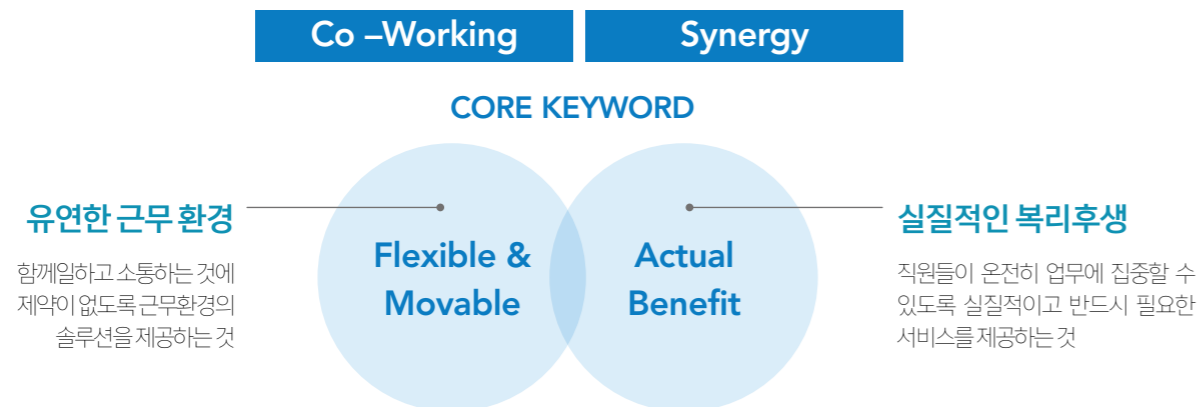 Co –Working
Synergy
CORE KEYWORD
유연한 근무 환경
함께일하고 소통하는 것에
제약이 없도록 근무환경의
솔루션을 제공하는 것
Flexible &
Movable
Actual
Benefit
실질적인 복리후생
직원들이 온전히 업무에 집중할 수
있도록 실질적이고 반드시 필요한
서비스를 제공하는 것